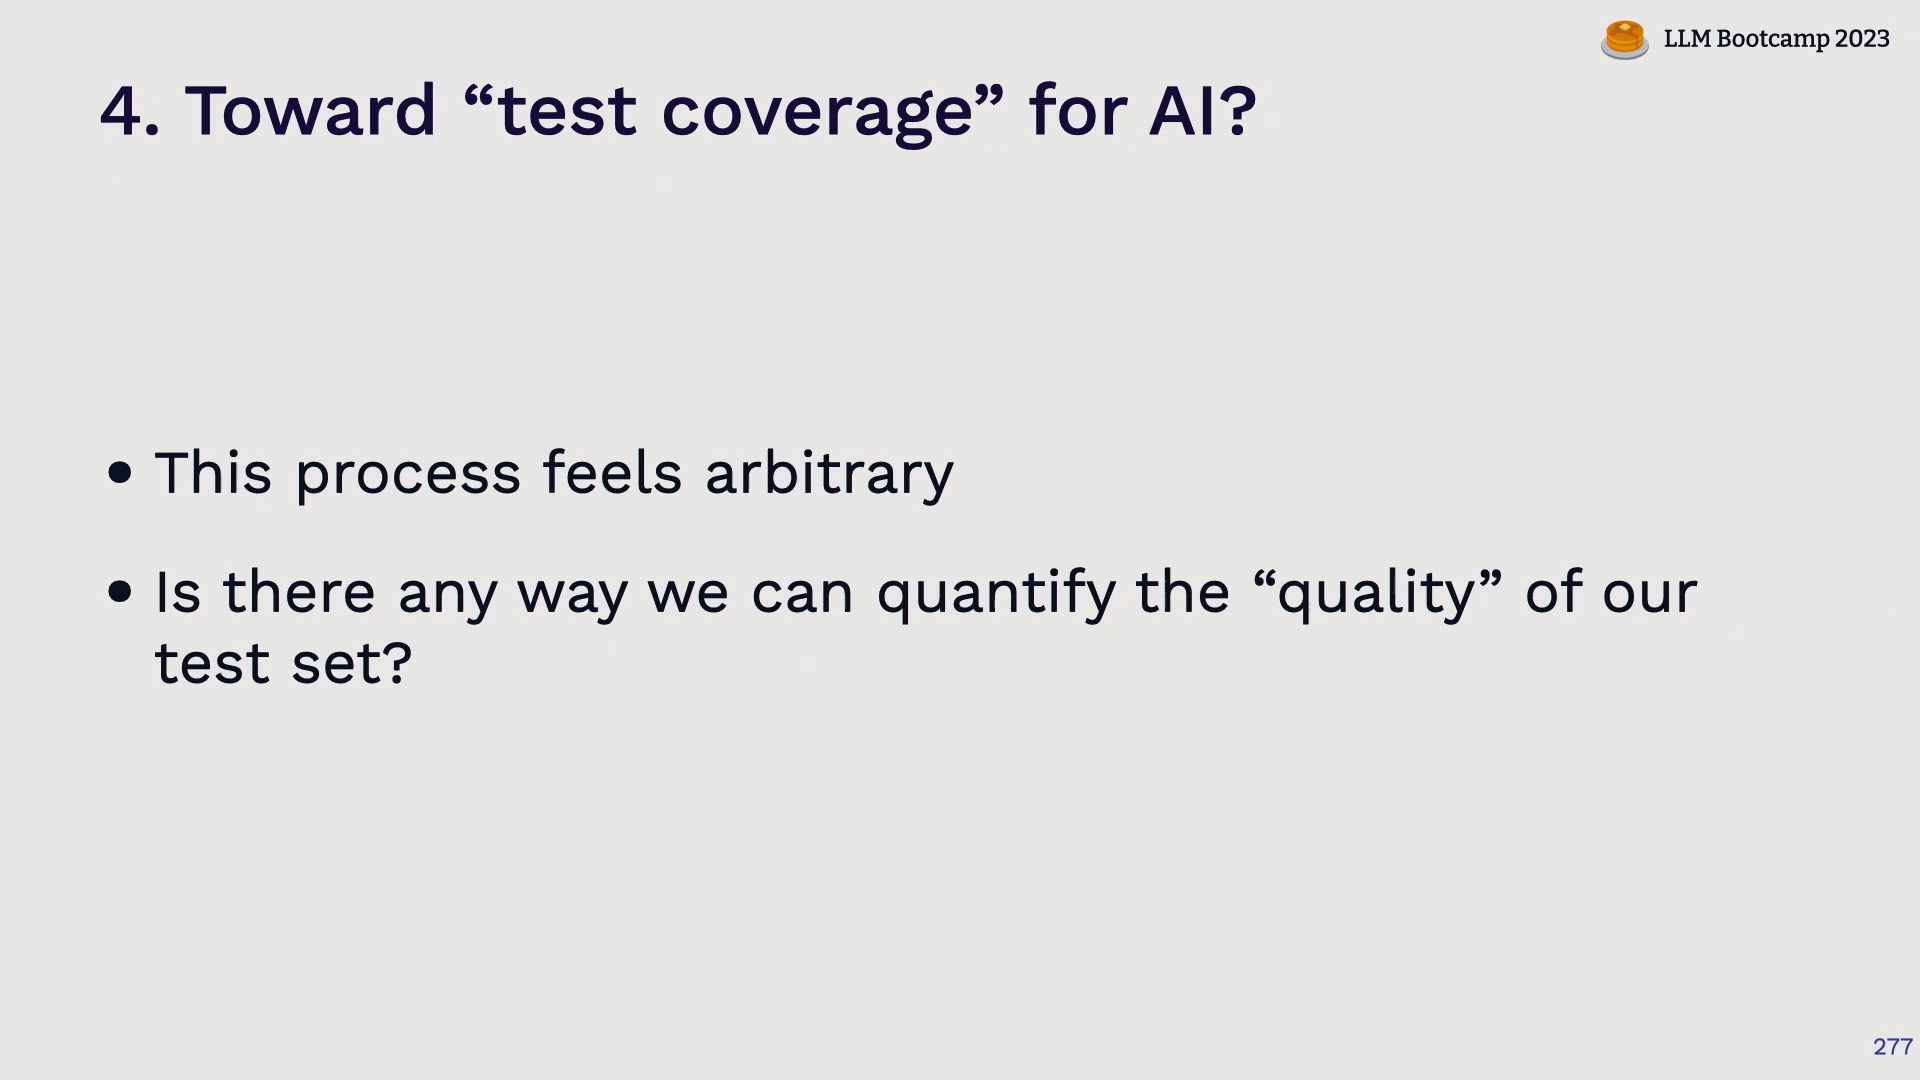 LLM Bootcamp 2023
4. Toward “test coverage” for AI?
• This process feels arbitrary
• Is there any way we can quantify the “quality” of our
test set?
277